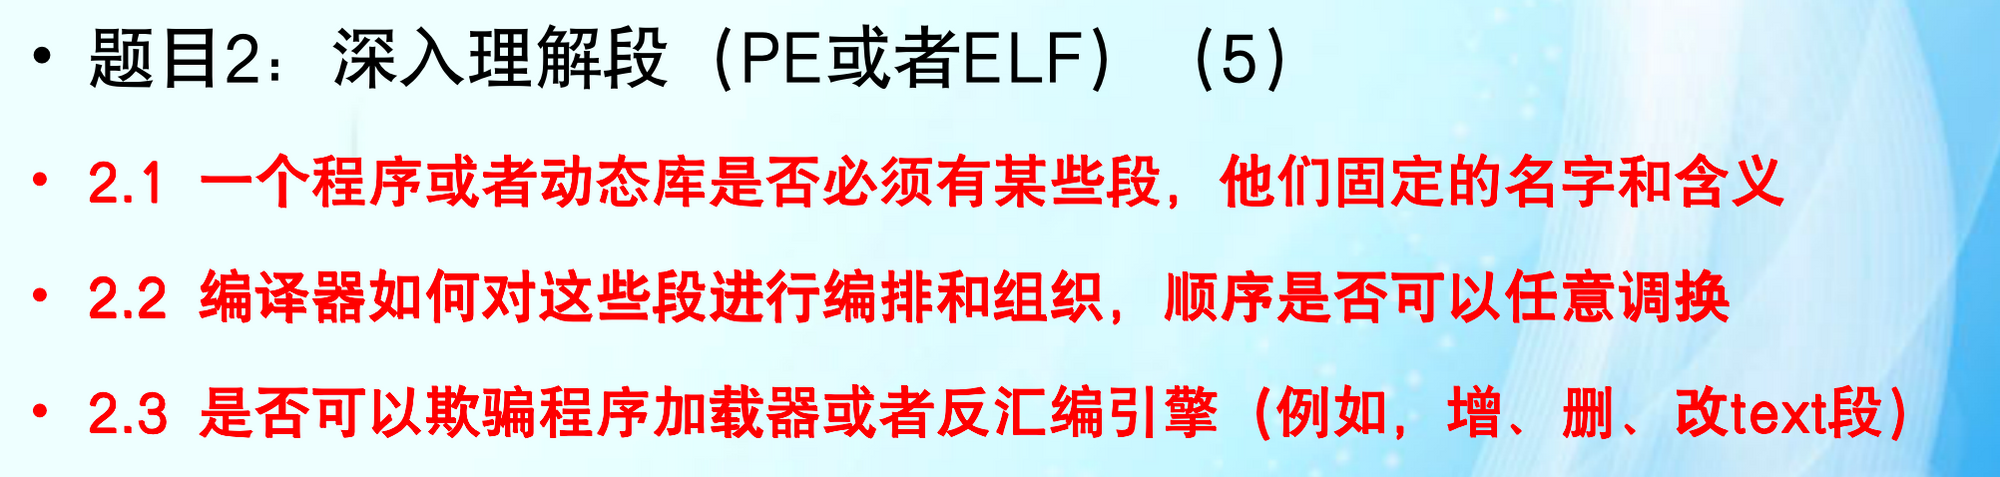 • 题目2：深入理解段（PE或者ELF）（5）
• 2.1 一个程序或者动态库是否必须有某些段，他们固定的名字和含义
• 2.2 编译器如何对这些段进行编排和组织，顺序是否可以任意调换
• 2.3 是否可以欺骗程序加载器或者反汇编引擎（例如，增、删、改text段）